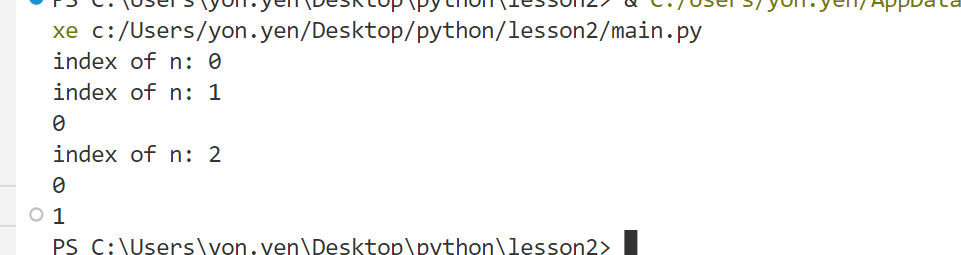 PS C:\Users\yon.yen\Desktop\python\lesson2> & C:/Users/yon.yen/AppData
xe c:/Users/yon.yen/Desktop/python/lesson2/main.py
index of n: 0
index of n: 1
0
index of n: 2
0
1
PS C:\Users\yon.yen\Desktop\python\lesson2>